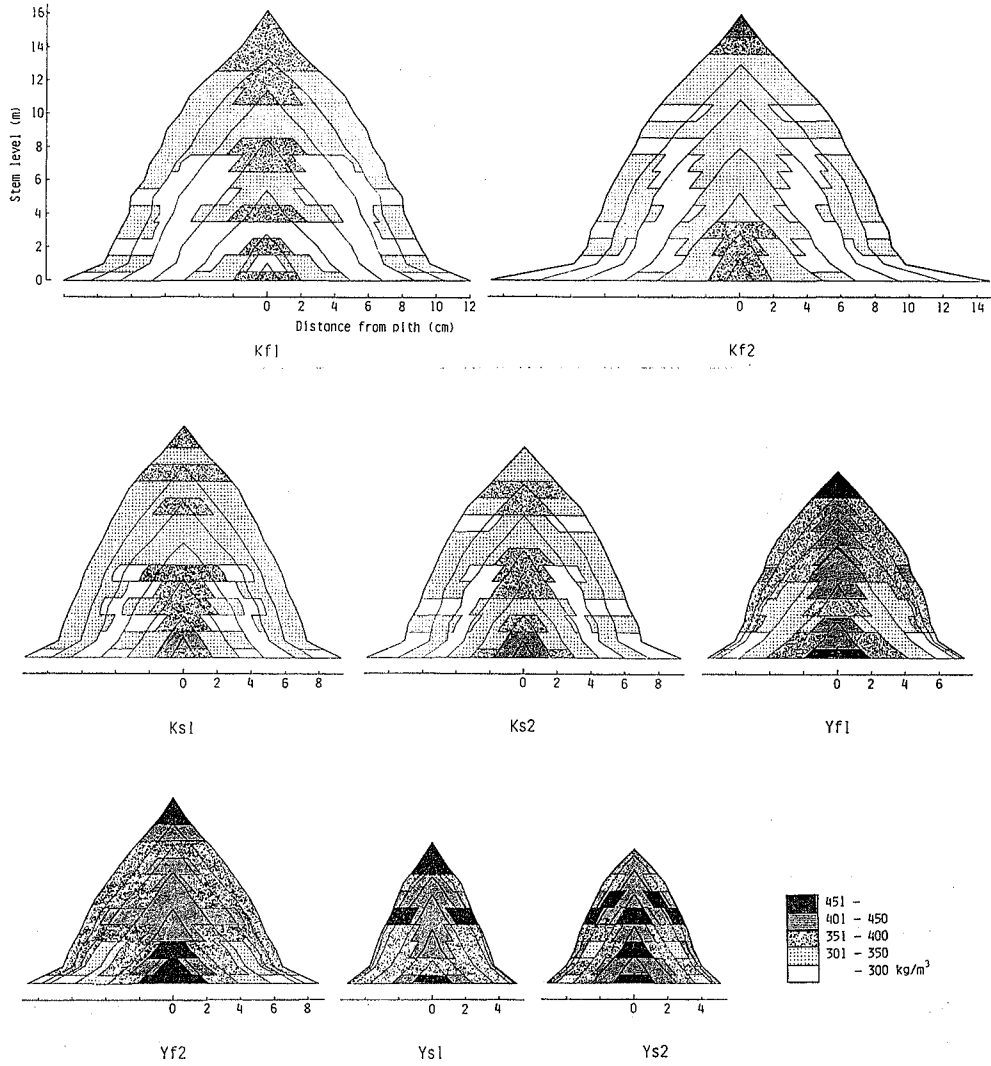 16
14
12
10
8
6
4
2
0
Stem level (m)
0 2 4 6 8 10 12
0 2 4 6 8 10 12 14
Distance from pith (cm)
Kf1
Kf2
0 2 4 6 8
0 2 4 6 8
0 2 4 6
Ks1
Ks2
Yf1
451 -
401 - 450
351 - 400
301 - 350
- 300 kg/m³
0 2 4 6 8
0 2 4
0 2 4
Yf2
Ys1
Ys2